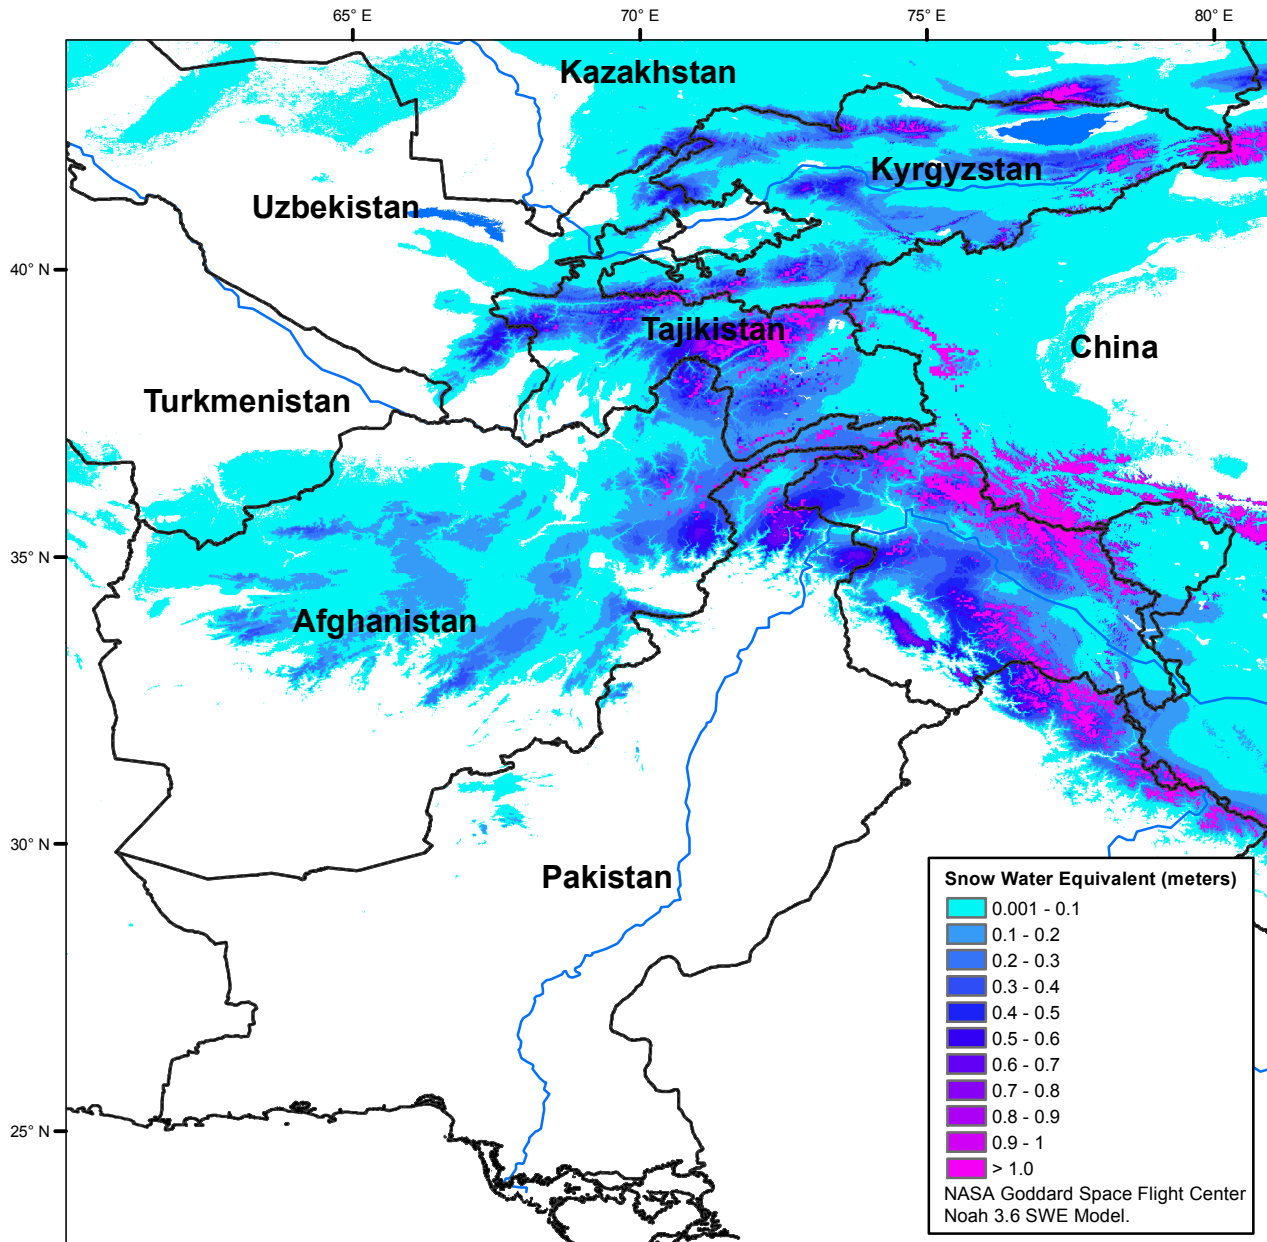 65° E
70° E
75° E
80° E
Kazakhstan
Kyrgyzstan
Uzbekistan
40° N
Tajikistan
China
Turkmenistan
35° N
Afghanistan
30° N
Pakistan
25° N
Snow Water Equivalent (meters)
0.001 - 0.1
0.1 - 0.2
0.2 - 0.3
0.3 - 0.4
0.4 - 0.5
0.5 - 0.6
0.6 - 0.7
0.7 - 0.8
0.8 - 0.9
0.9 - 1
> 1.0
NASA Goddard Space Flight Center
Noah 3.6 SWE Model.